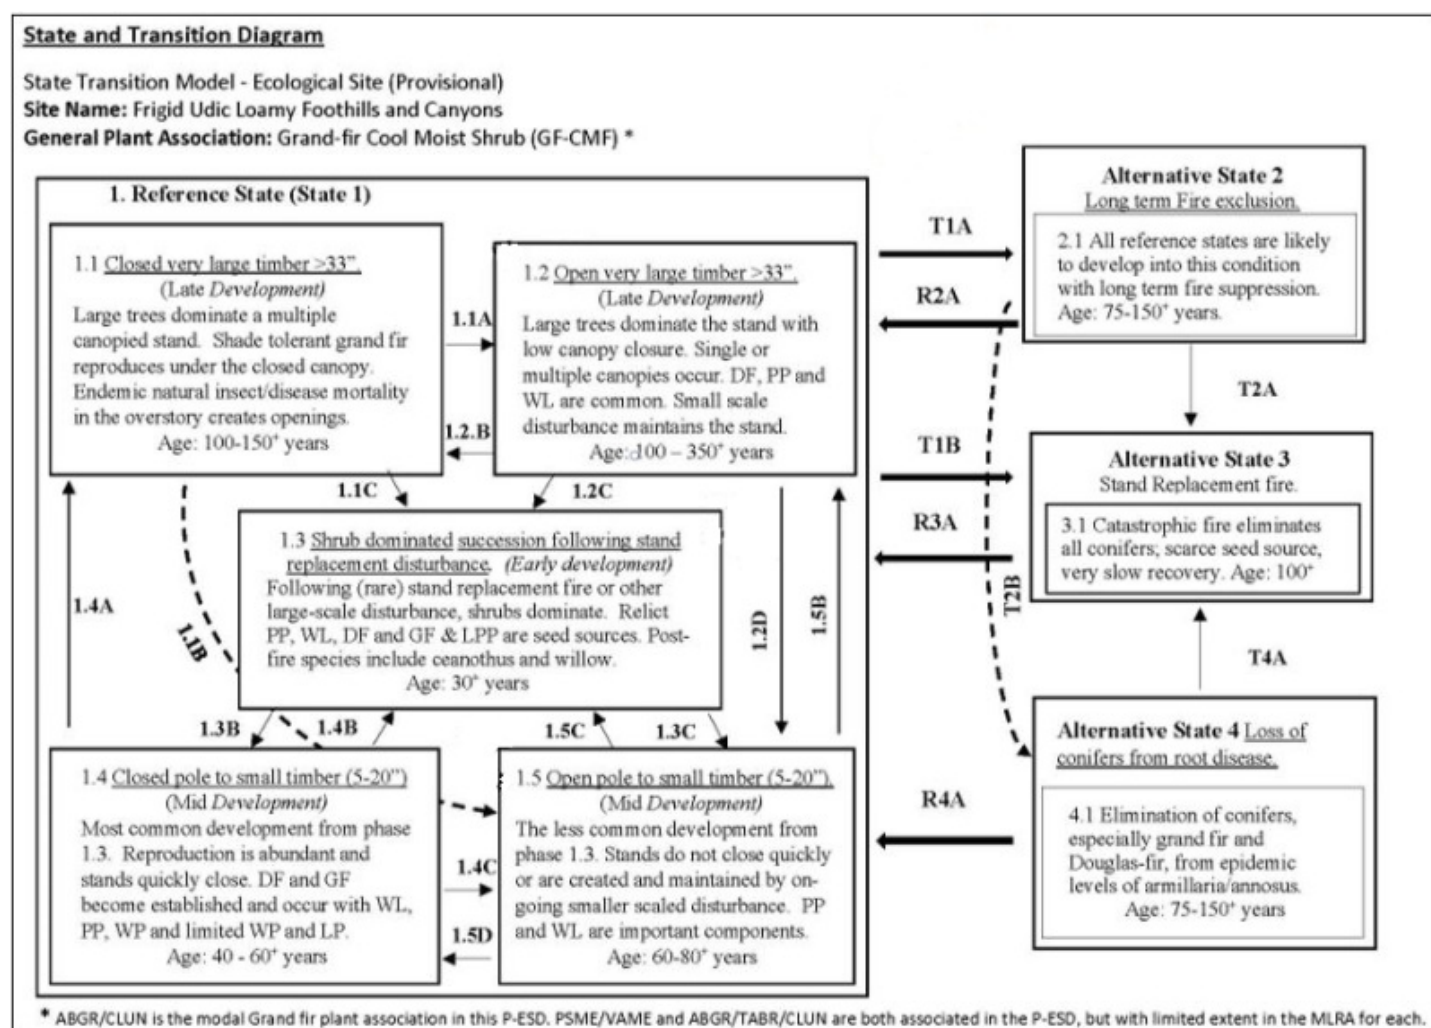 State and Transition Diagram
State Transition Model - Ecological Site (Provisional)
Site Name: Frigid Udic Loamy Foothills and Canyons
General Plant Association: Grand-fir Cool Moist Shrub (GF-CMF) *
1. Reference State (State 1)
1.1 Closed very large timber >33".
(Late Development)
Large trees dominate a multiple
canopied stand. Shade tolerant grand fir
reproduces under the closed canopy.
Endemic natural insect/disease mortality
in the overstory creates openings.
Age: 100-150+ years
1.1A
1.2.B
1.2 Open very large timber >33".
(Late Development)
Large trees dominate the stand with
low canopy closure. Single or
multiple canopies occur. DF, PP and
WL are common. Small scale
disturbance maintains the stand.
Age: 100 – 350+ years
1.1C
1.2C
1.3 Shrub dominated succession following stand
replacement disturbance. (Early development)
Following (rare) stand replacement fire or other
large-scale disturbance, shrubs dominate. Relict
PP, WL, DF and GF & LPP are seed sources. Post-
fire species include ceanothus and willow.
Age: 30+ years
1.4A
1.1B
1.2D
1.5B
1.3B
1.4B
1.5C
1.3C
1.4 Closed pole to small timber (5-20")
(Mid Development)
Most common development from phase
1.3. Reproduction is abundant and
stands quickly close. DF and GF
become established and occur with WL,
PP, WP and limited WP and LP.
Age: 40 - 60+ years
1.4C
1.5D
1.5 Open pole to small timber (5-20").
(Mid Development)
The less common development from
phase 1.3. Stands do not close quickly
or are created and maintained by on-
going smaller scaled disturbance. PP
and WL are important components.
Age: 60-80+ years
T1A
R2A
T1B
R3A
T2B
R4A
Alternative State 2
Long term Fire exclusion.
2.1 All reference states are likely
to develop into this condition
with long term fire suppression.
Age: 75-150+ years.
T2A
Alternative State 3
Stand Replacement fire.
3.1 Catastrophic fire eliminates
all conifers; scarce seed source,
very slow recovery. Age: 100+
T4A
Alternative State 4 Loss of
conifers from root disease.
4.1 Elimination of conifers,
especially grand fir and
Douglas-fir, from epidemic
levels of armillaria/annosus.
Age: 75-150+ years
* ABGR/CLUN is the modal Grand fir plant association in this P-ESD. PSME/VAME and ABGR/TABR/CLUN are both associated in the P-ESD, but with limited extent in the MLRA for each.